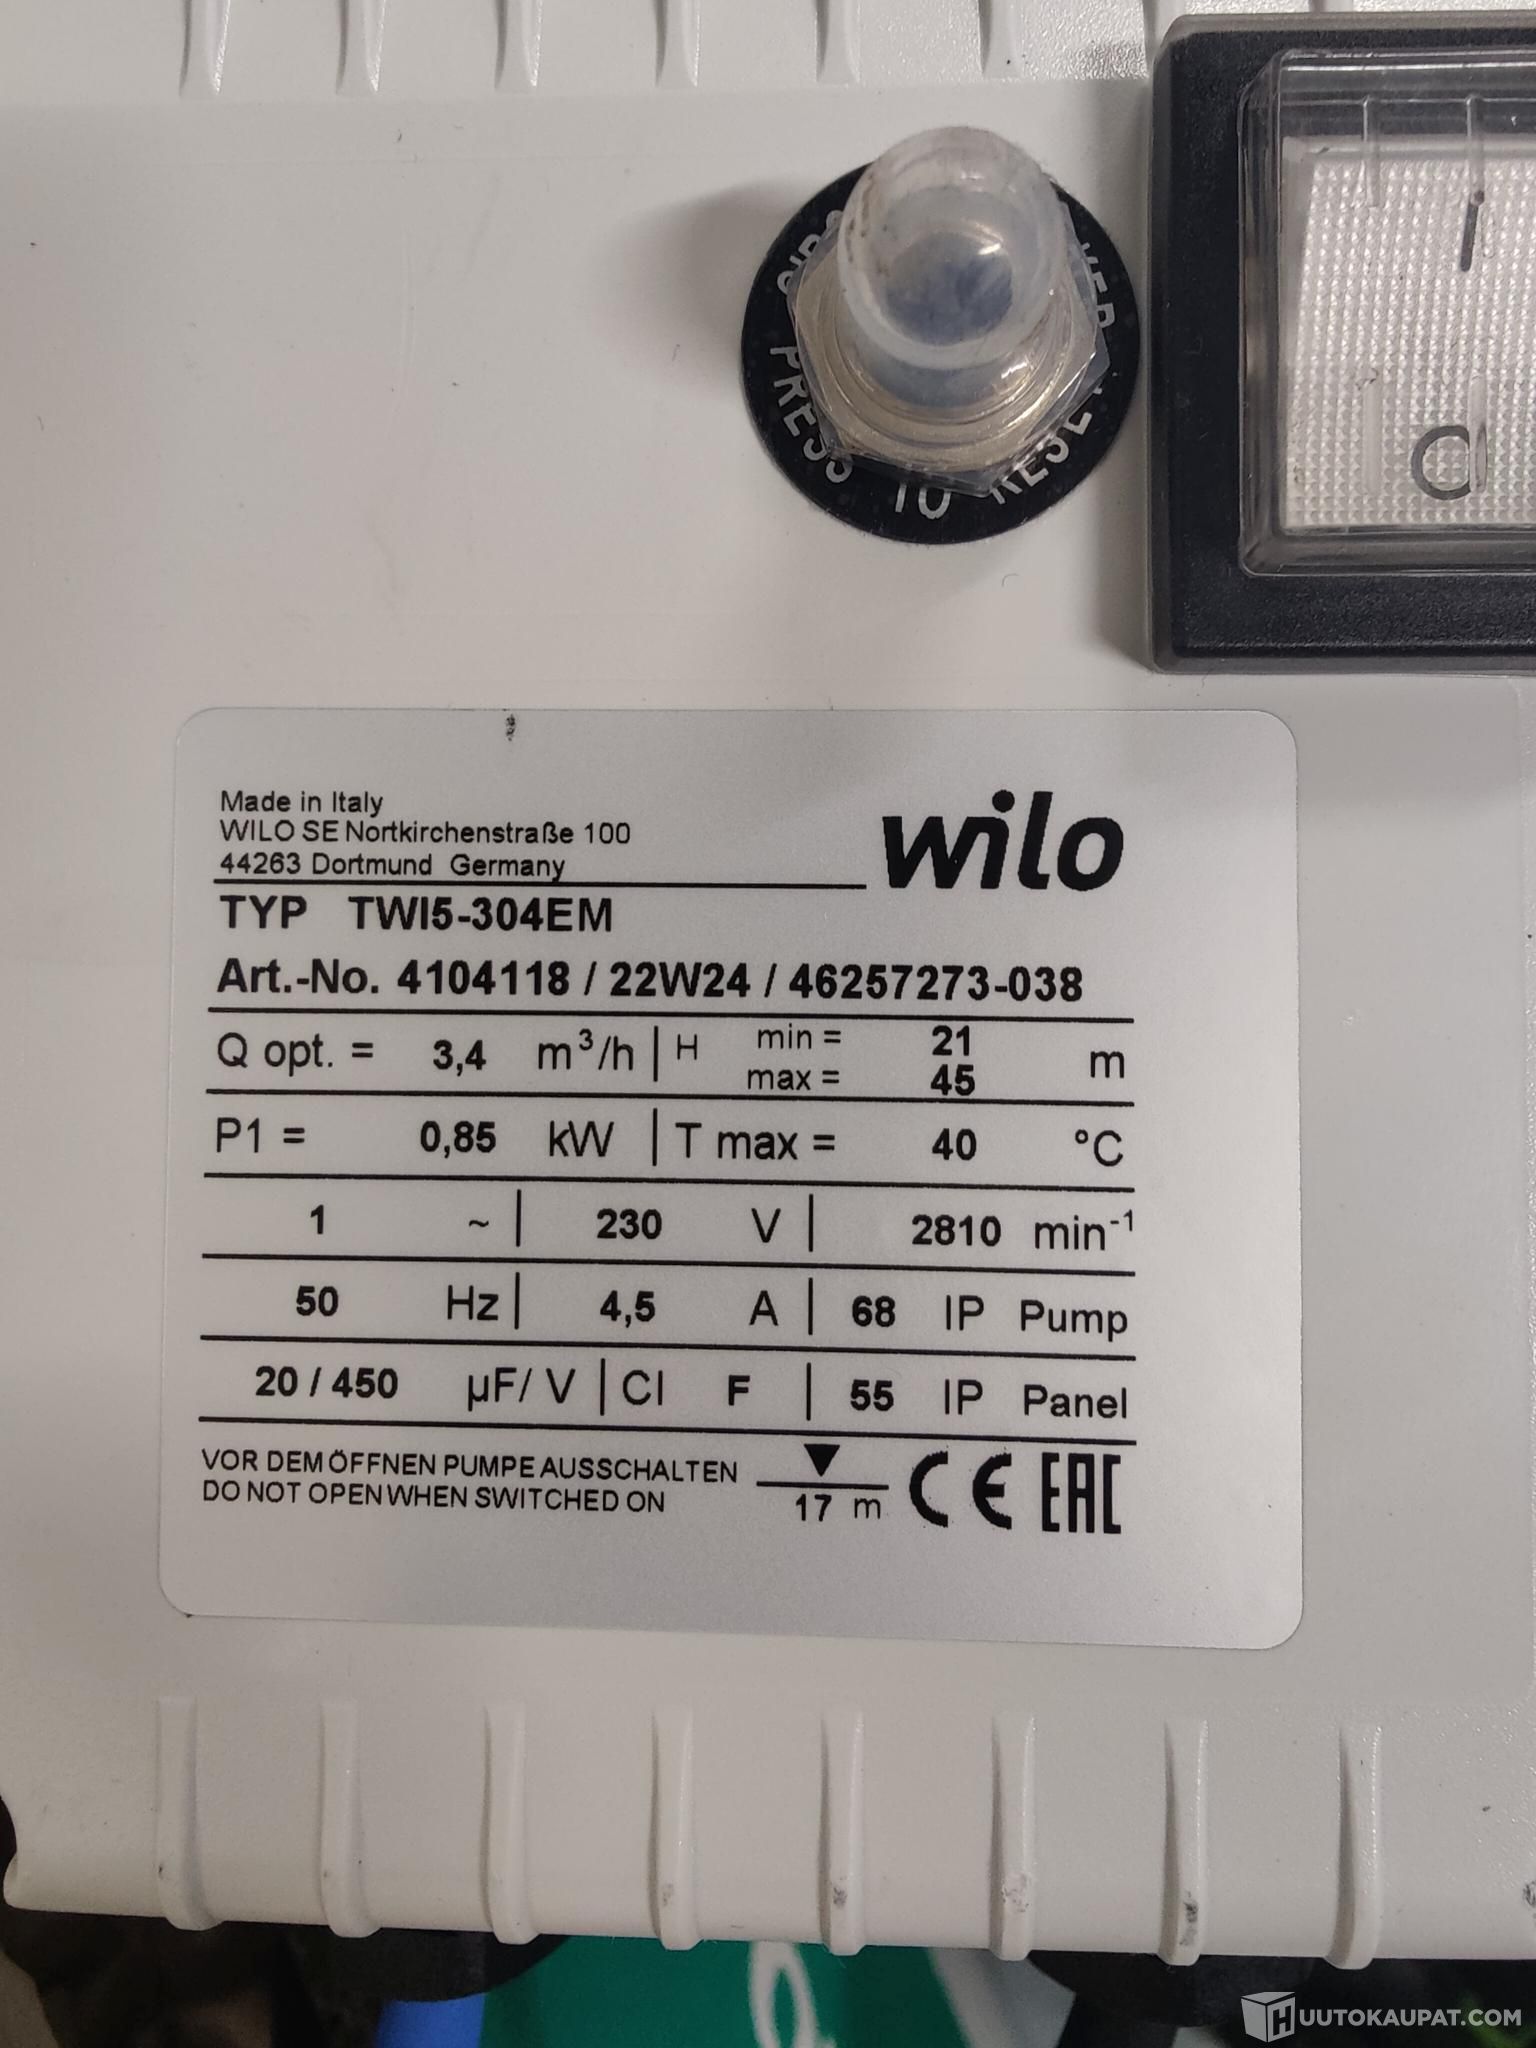 PRESS TO RESET
Made in Italy
WILO SE Nortkirchenstraße 100
44263 Dortmund Germany
wilo
TYP TWI5-304EM
Art.-No. 4104118 / 22W24 / 46257273-038
Q opt. = 3,4 m³/h | H min = 21 m
max = 45
P1 = 0,85 kW | T max = 40 °C
1 ~ | 230 V | 2810 min⁻¹
50 Hz | 4,5 A | 68 IP Pump
20 / 450 µF/ V | Cl F | 55 IP Panel
VOR DEM ÖFFNEN PUMPE AUSSCHALTEN
DO NOT OPEN WHEN SWITCHED ON
17 m
CE EAC
HUUTOKAUPAT.COM